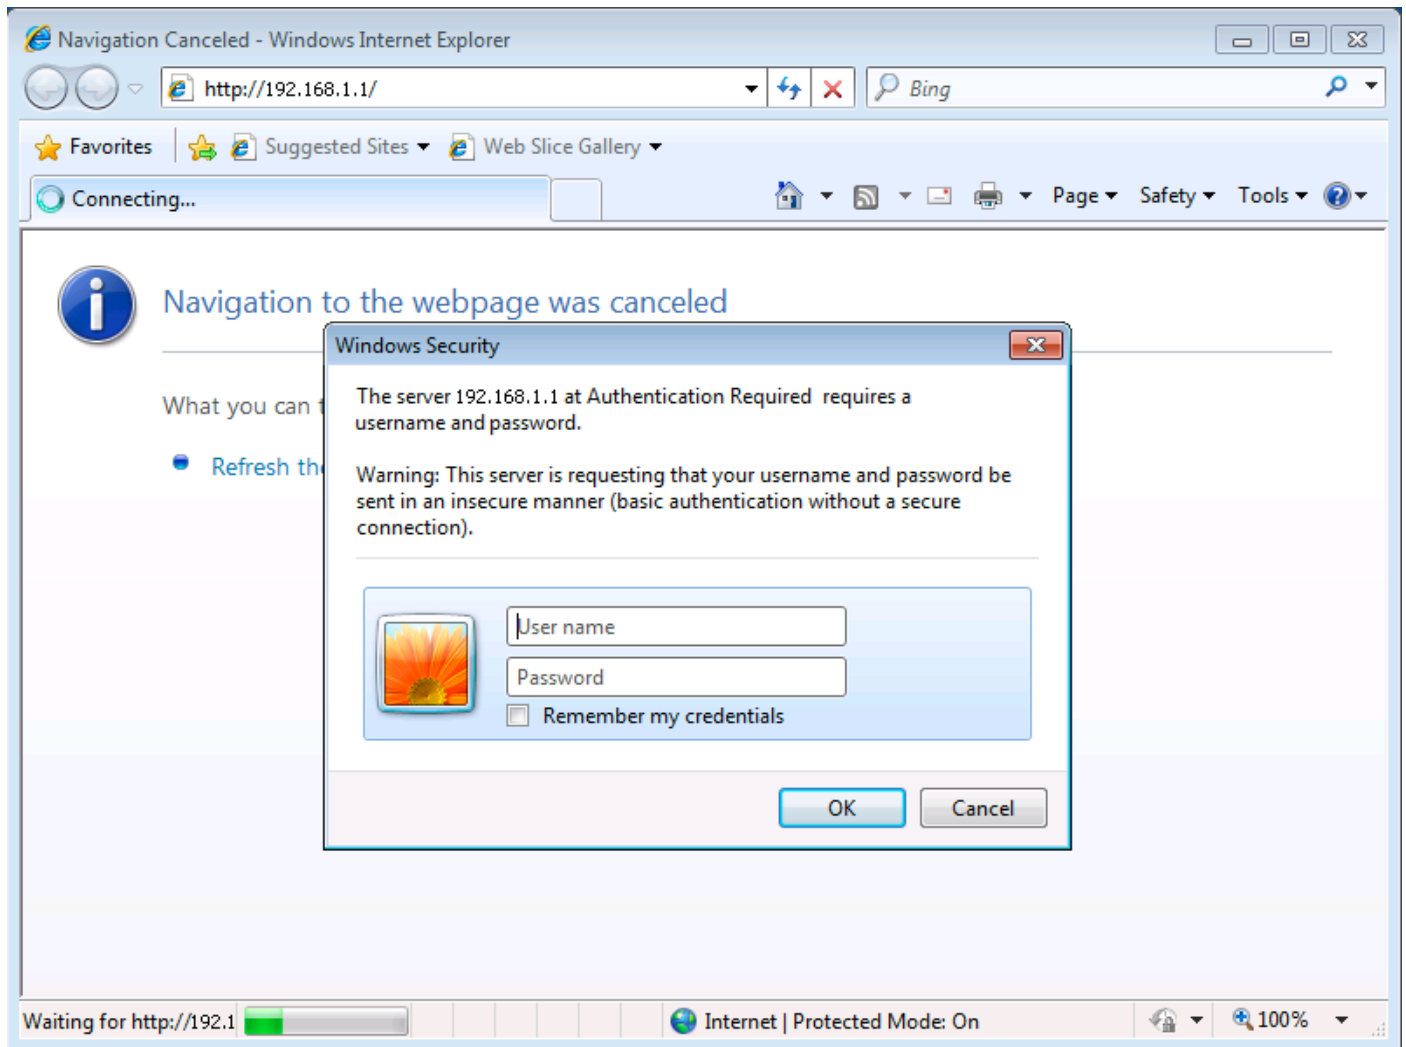 Navigation Canceled - Windows Internet Explorer
http://192.168.1.1/
Bing
Favorites
Suggested Sites
Web Slice Gallery
Connecting...
Page
Safety
Tools
Navigation to the webpage was canceled
Windows Security
What you can
The server 192.168.1.1 at Authentication Required requires a
username and password.
Refresh the
Warning: This server is requesting that your username and password be
sent in an insecure manner (basic authentication without a secure
connection).
User name
Password
Remember my credentials
OK
Cancel
Waiting for http://192.1
Internet | Protected Mode: On
100%